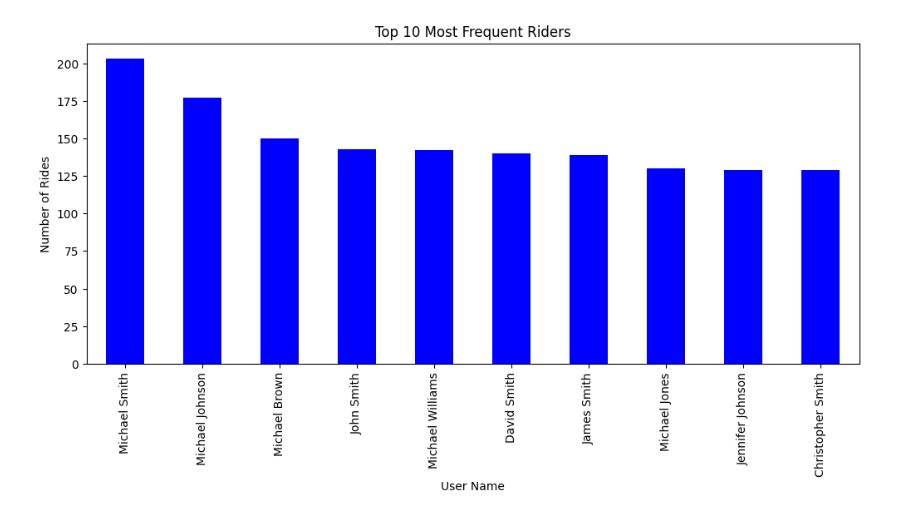 Top 10 Most Frequent Riders
Number of Rides
200
175
150
125
100
75
50
25
0
Michael Smith
Michael Johnson
Michael Brown
John Smith
Michael Williams
David Smith
James Smith
Michael Jones
Jennifer Johnson
Christopher Smith
User Name